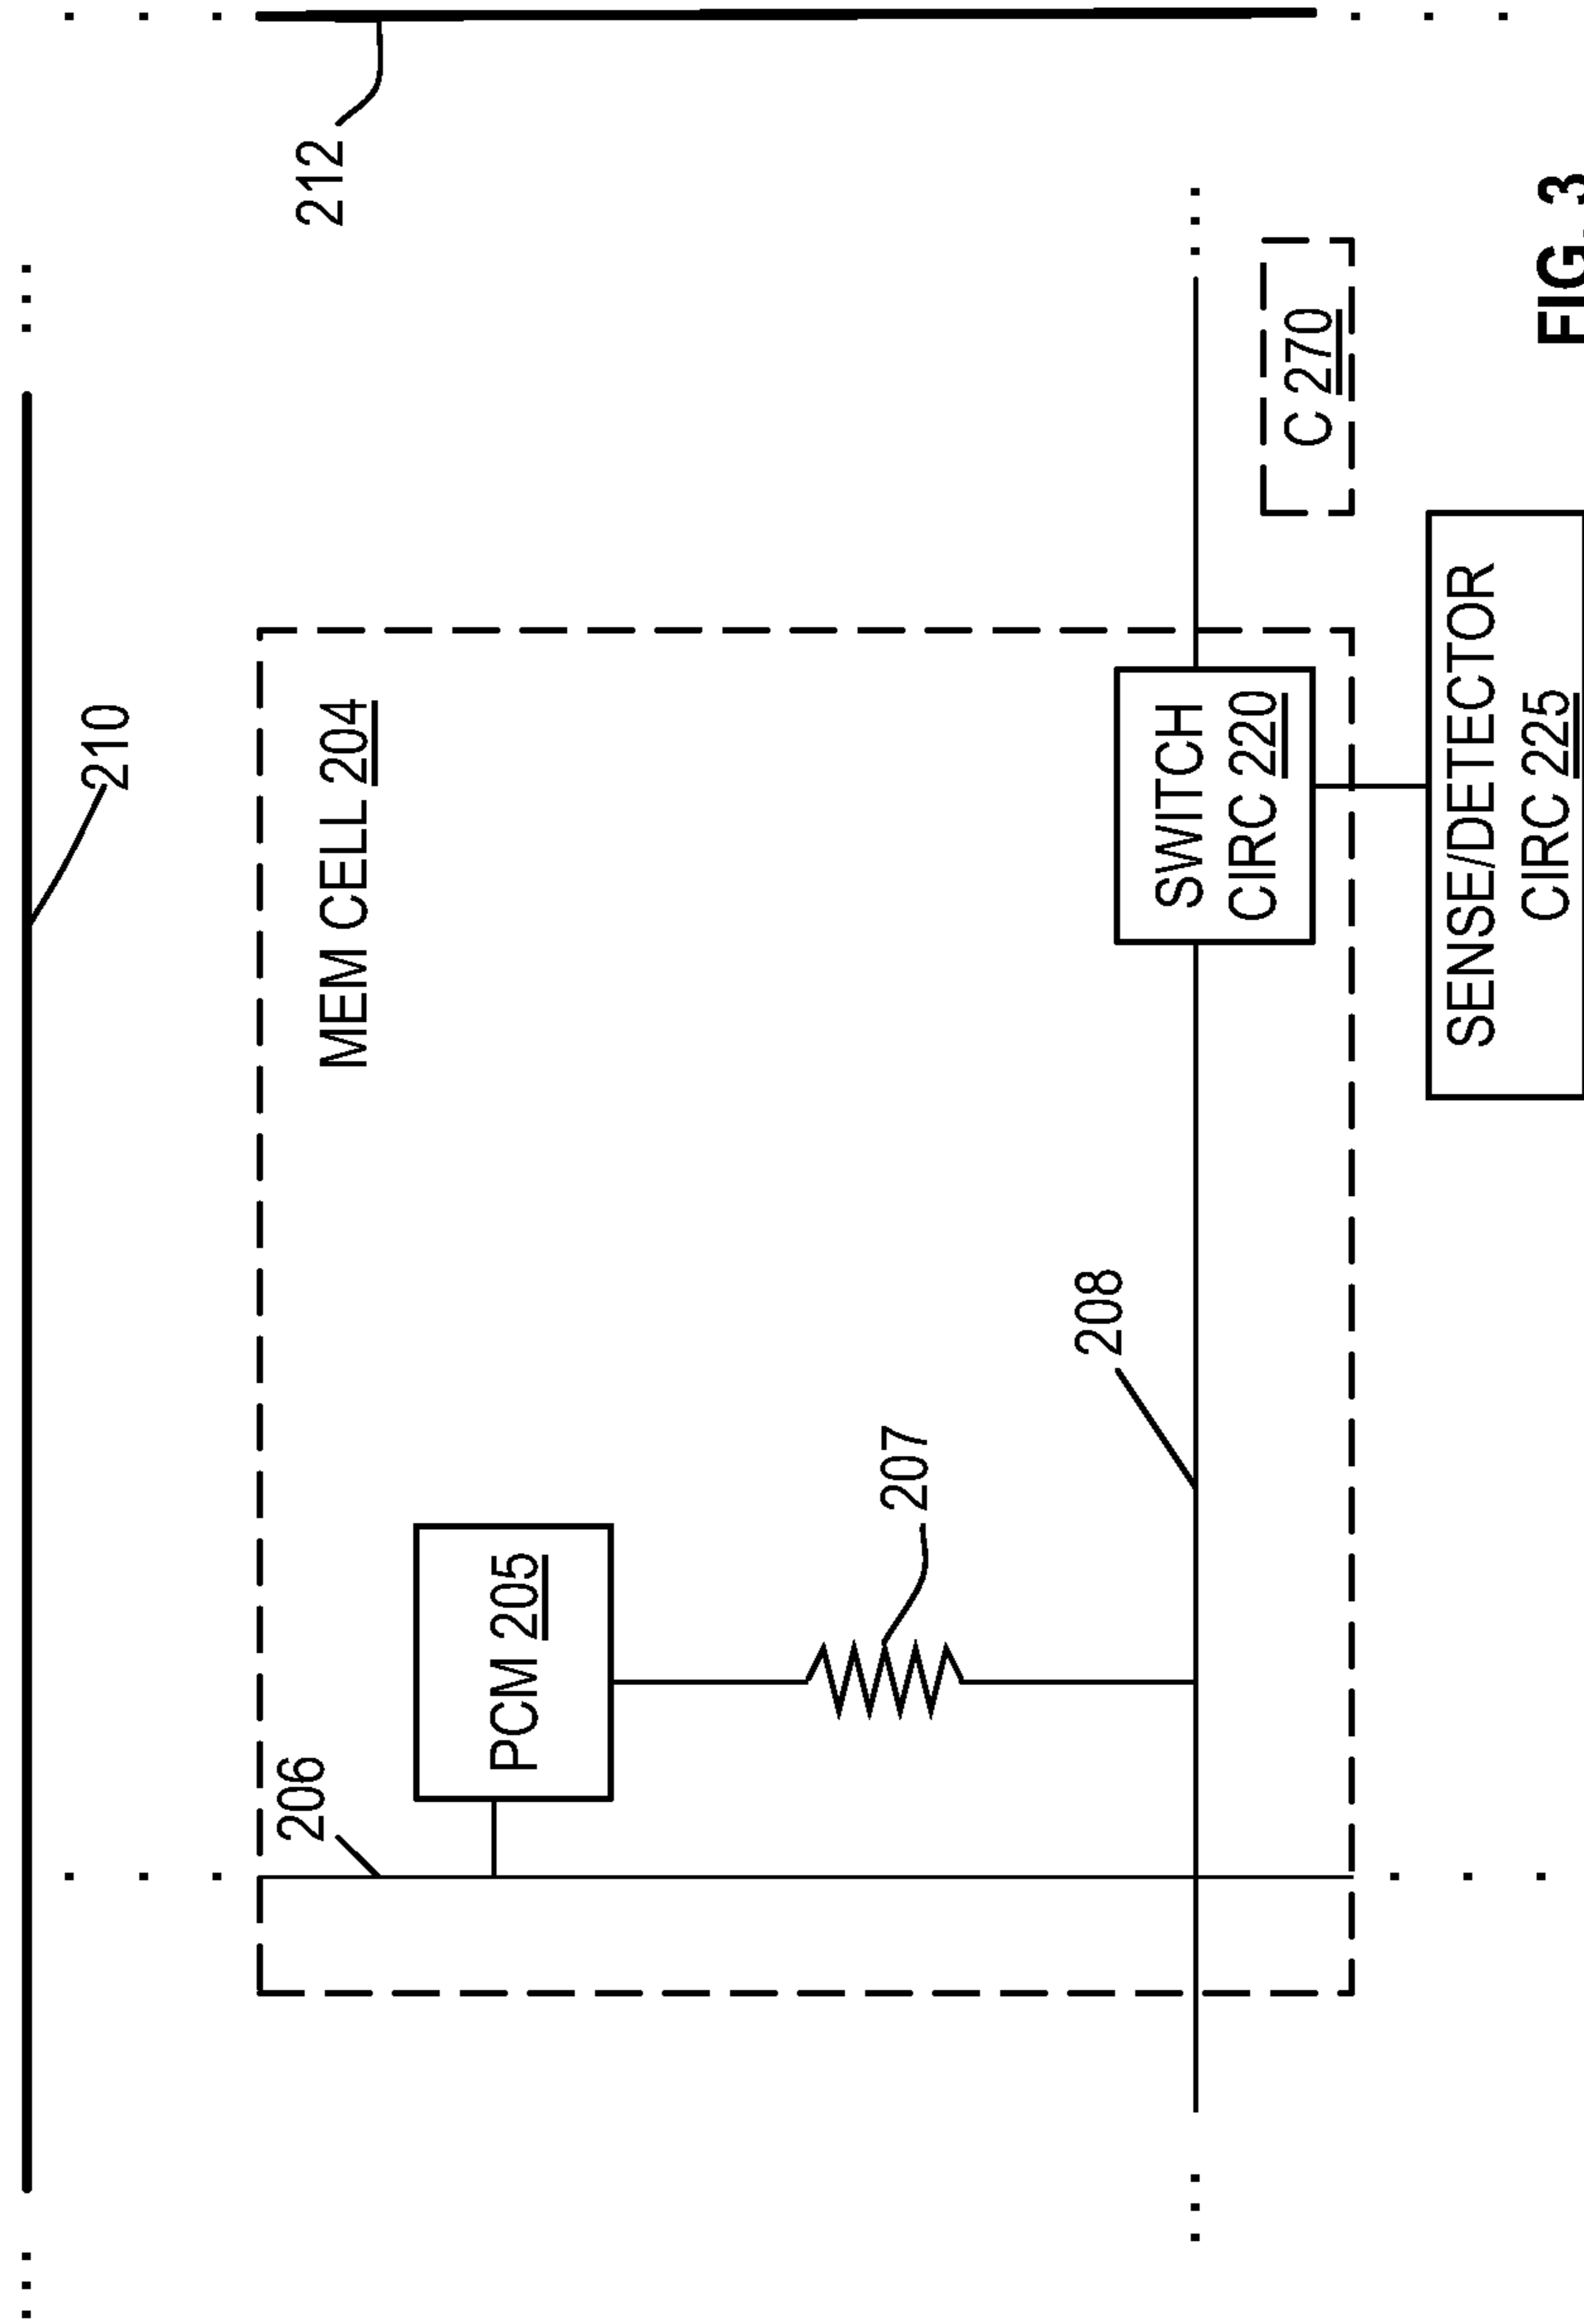 210
212
MEM CELL 204
206
PCM 205
207
208
SWITCH
CIRC 220
C 270
SENSE/DETECTOR
CIRC 225
FIG. 3